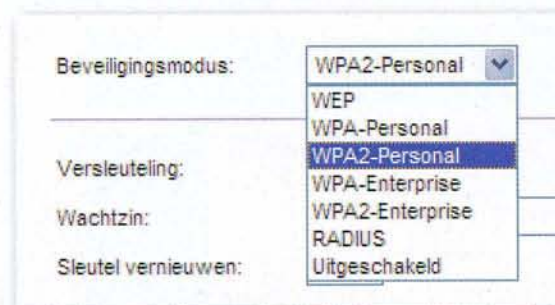 Beveiligingsmodus: WPA2-Personal
WEP
WPA-Personal
WPA2-Personal
Versleuteling:
WPA-Enterprise
Wachtzin: WPA2-Enterprise
RADIUS
Sleutel vernieuwen: Uitgeschakeld